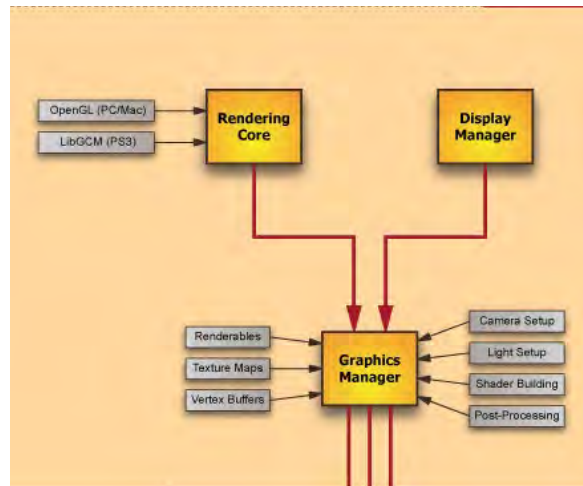 OpenGL (PC/Mac)
LibGCM (PS3)
Rendering
Core
Display
Manager
Renderables
Texture Maps
Vertex Buffers
Graphics
Manager
Camera Setup
Light Setup
Shader Building
Post-Processing